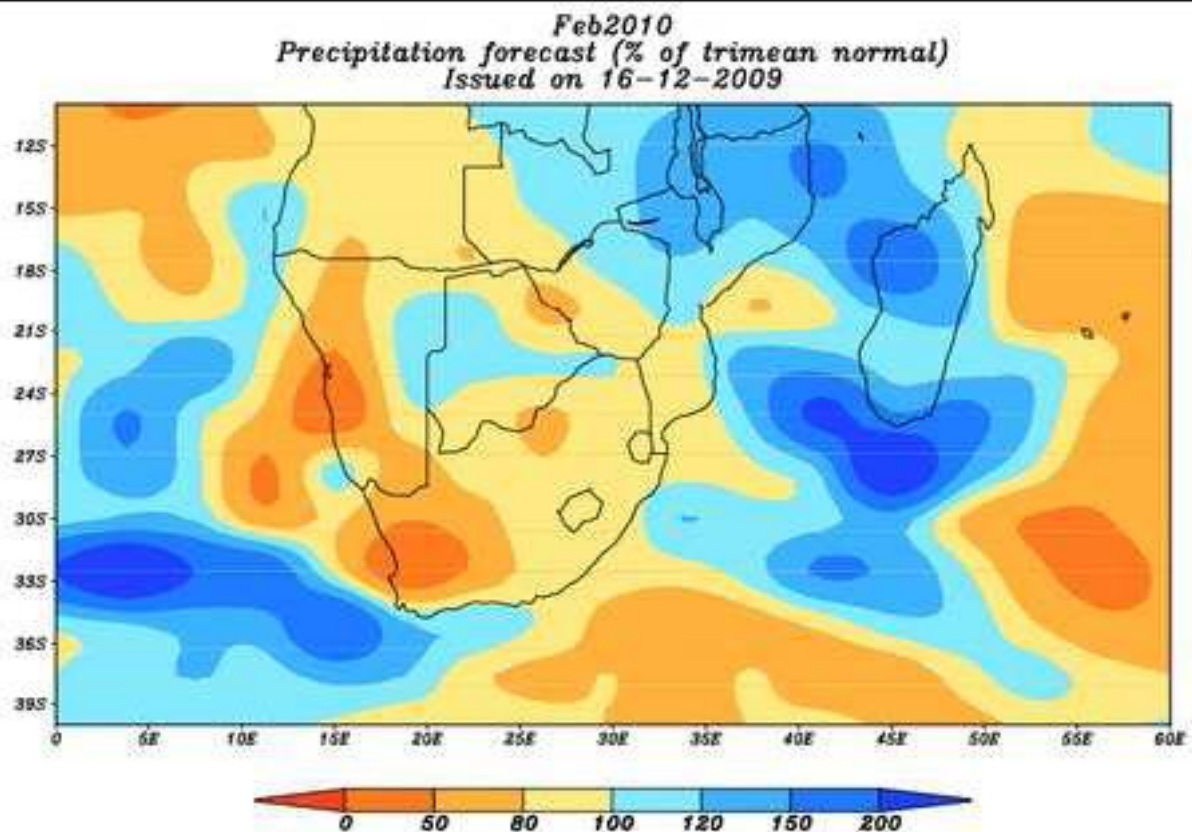 Feb2010
Precipitation forecast (% of trimean normal)
Issued on 16-12-2009
12S
15S
18S
21S
24S
27S
30S
33S
36S
39S
0 5E 10E 15E 20E 25E 30E 35E 40E 45E 50E 55E 60E
0 50 80 100 120 150 200